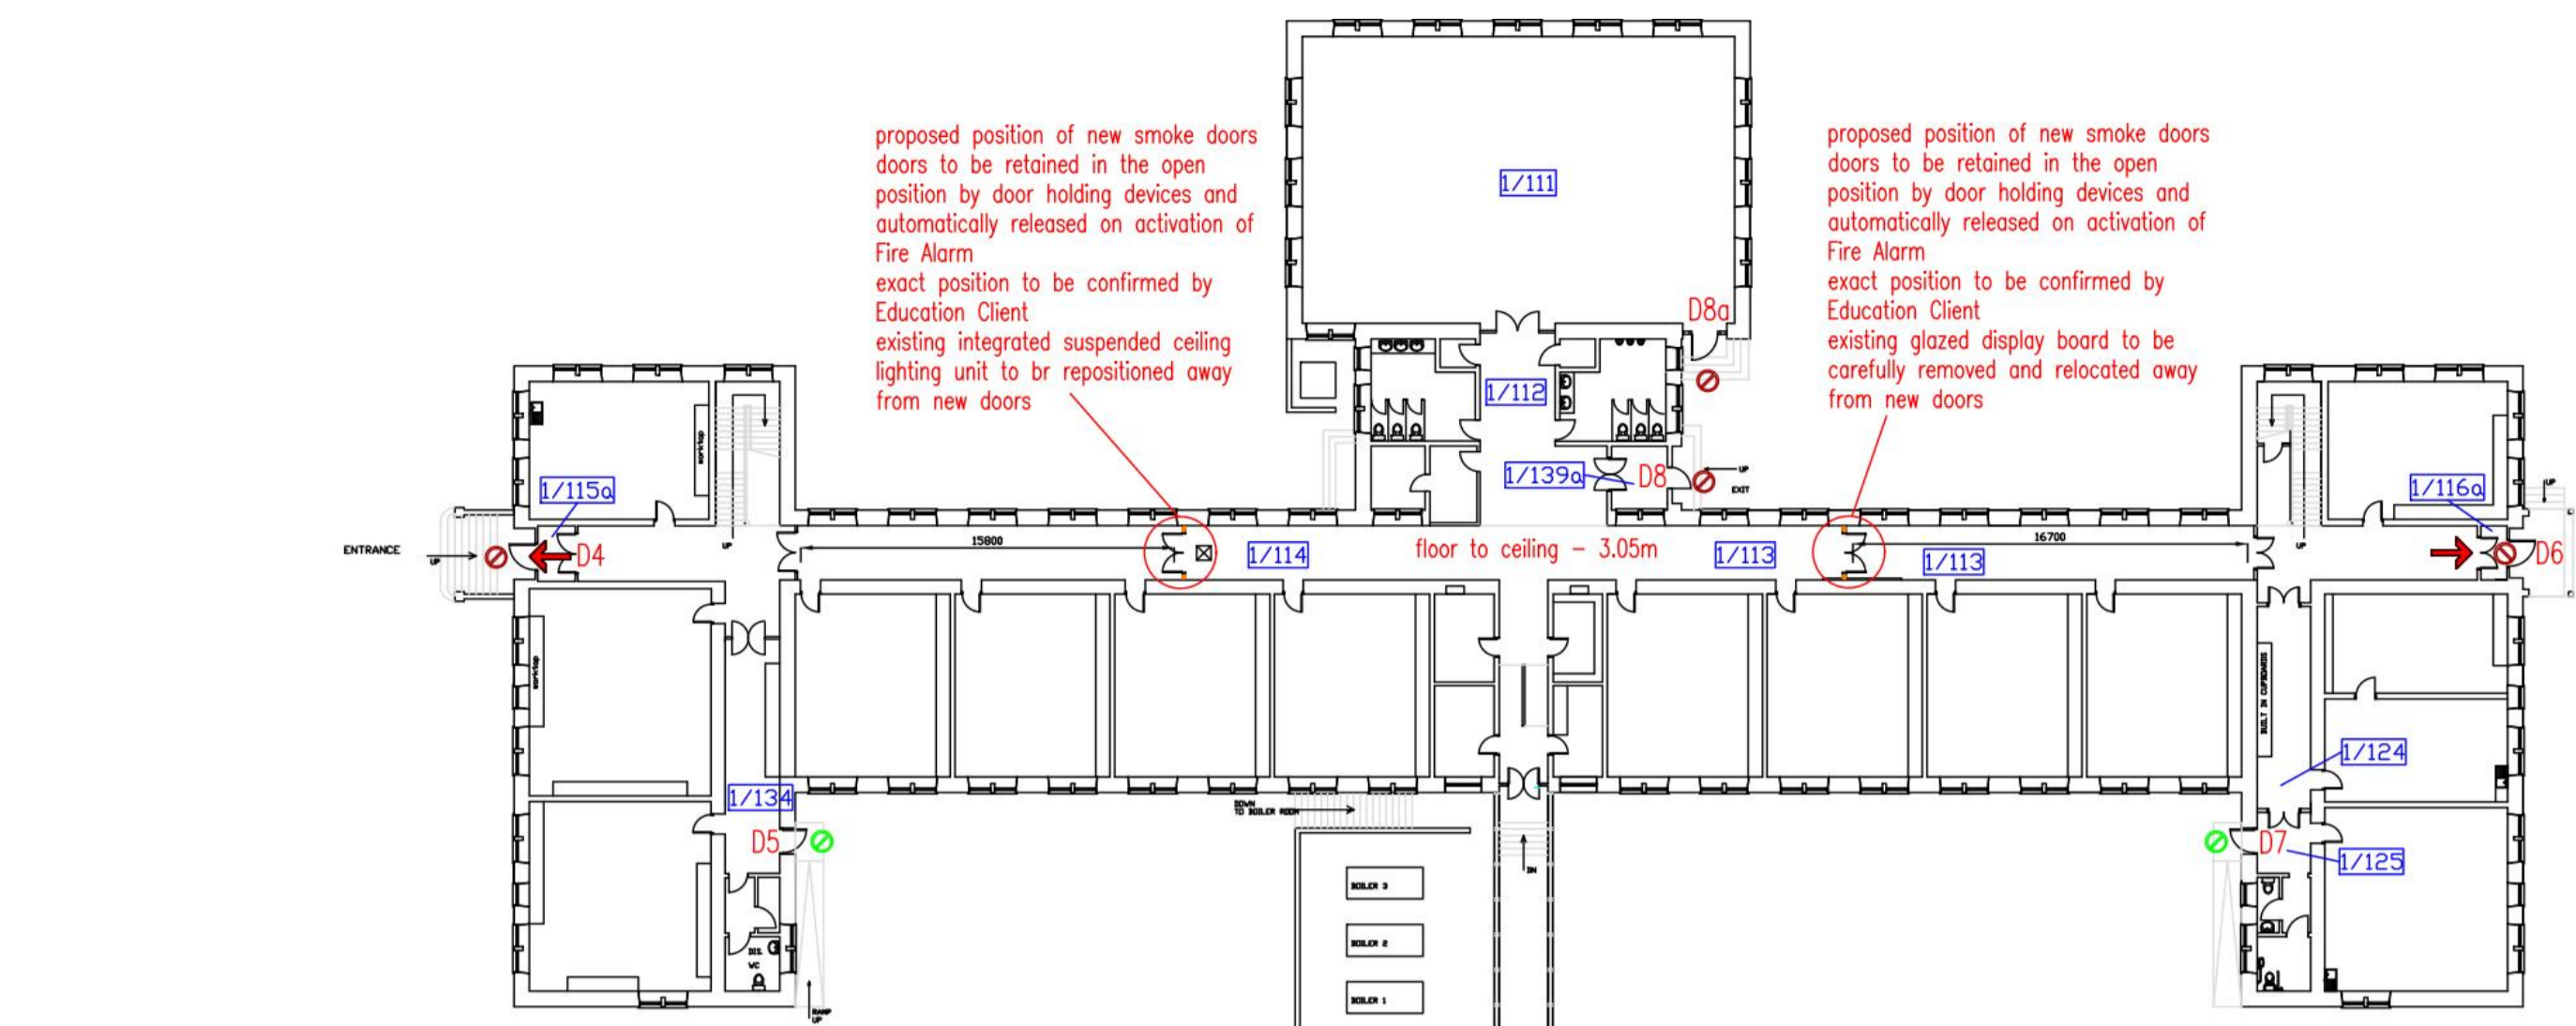 proposed position of new smoke doors
doors to be retained in the open
position by door holding devices and
automatically released on activation of
Fire Alarm
exact position to be confirmed by
Education Client
existing integrated suspended ceiling
lighting unit to br repositioned away
from new doors
1/111
proposed position of new smoke doors
doors to be retained in the open
position by door holding devices and
automatically released on activation of
Fire Alarm
exact position to be confirmed by
Education Client
existing glazed display board to be
carefully removed and relocated away
from new doors
D8a
1/112
worktop
1/115a
1/139a
D8
UP
EXIT
1/116a
UP
ENTRANCE
UP
D4
UP
15800
1/114
floor to ceiling - 3.05m
1/113
1/113
16700
UP
D6
worktop
BUILT IN CUPBOARDS
1/124
1/134
DOWN
TO BOILER ROOM
D5
D7
1/125
DN
BOILER 3
BOILER 2
BOILER 1
DIS.
WC
RAMP
UP